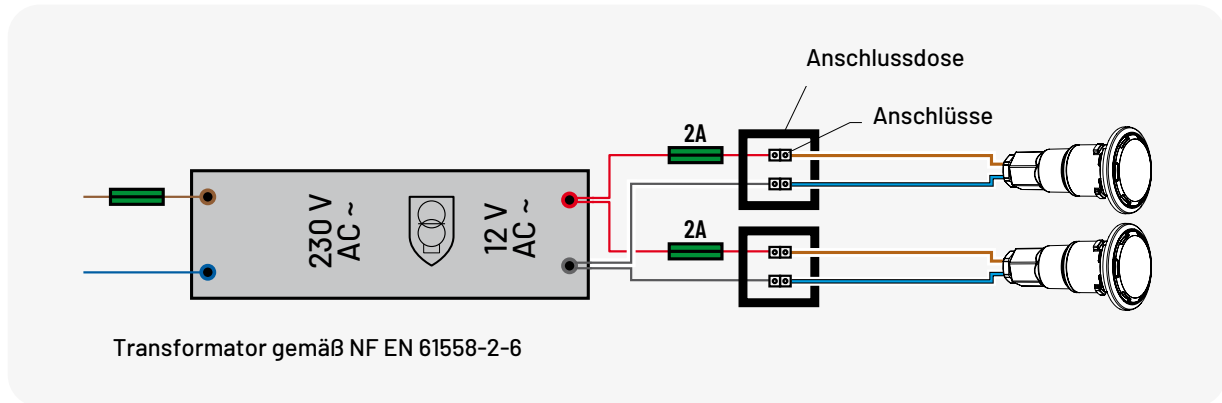 Anschlussdose
Anschlüsse
2A
230 V
AC ~
12 V
AC ~
2A
Transformator gemäß NF EN 61558-2-6